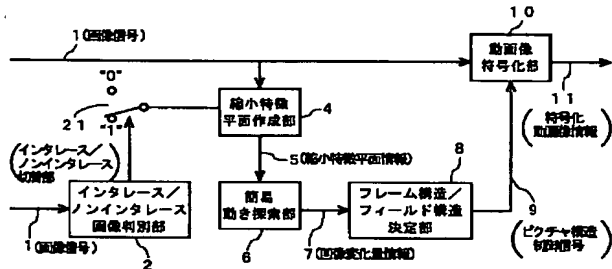 10
1(画像信号)
動画像
符号化部
"0"
21
"1"
縮小特徴
平面作成部
4
11
(符号化
動画像情報)
(インタレース/
ノンインタレース
切替部)
5(縮小特徴平面情報)
8
インタレース/
ノンインタレース
画像判別部
簡易
動き探索部
フレーム構造/
フィールド構造
決定部
9
1(画像信号)
2
6
7(画像変化量情報)
(ピクチャ構造
制御信号)